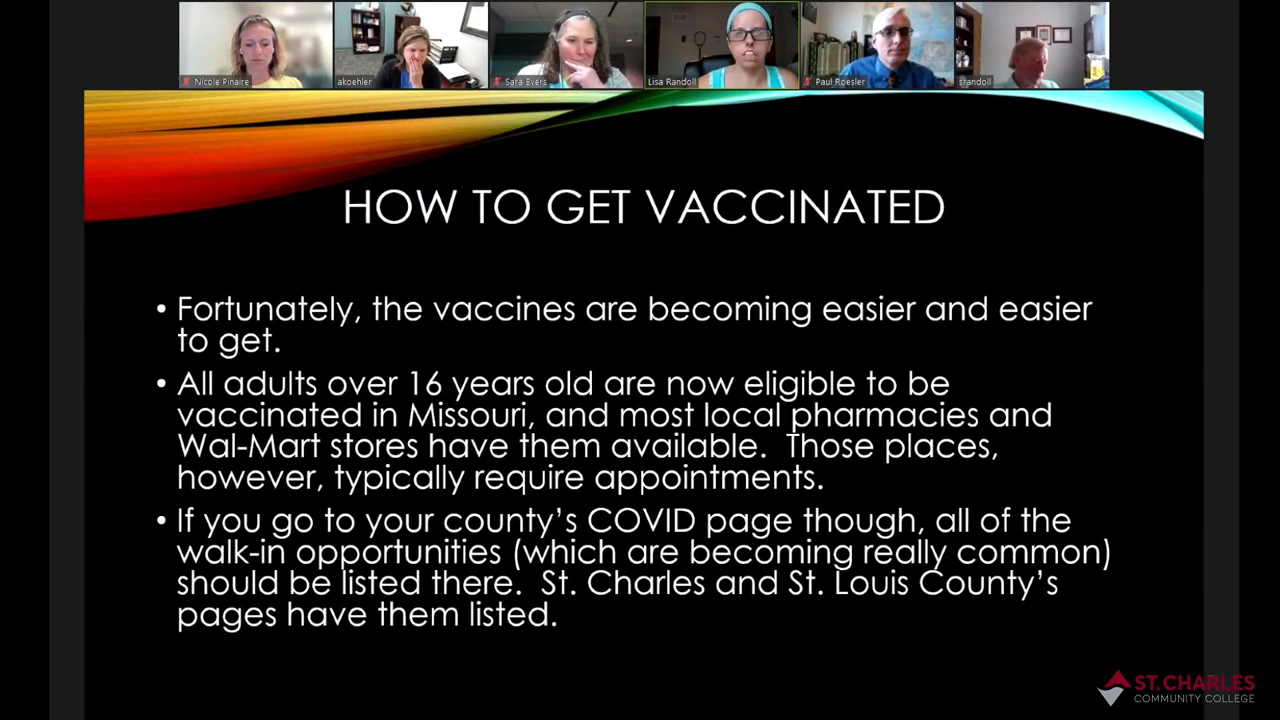 Nicole Pinaire
akoehler
Sara Evers
Lisa Randoll
Paul Roesler
srandoll
HOW TO GET VACCINATED
• Fortunately, the vaccines are becoming easier and easier
to get.
• All adults over 16 years old are now eligible to be
vaccinated in Missouri, and most local pharmacies and
Wal-Mart stores have them available.  Those places,
however, typically require appointments.
• If you go to your county's COVID page though, all of the
walk-in opportunities (which are becoming really common)
should be listed there.  St. Charles and St. Louis County's
pages have them listed.
ST. CHARLES
COMMUNITY COLLEGE